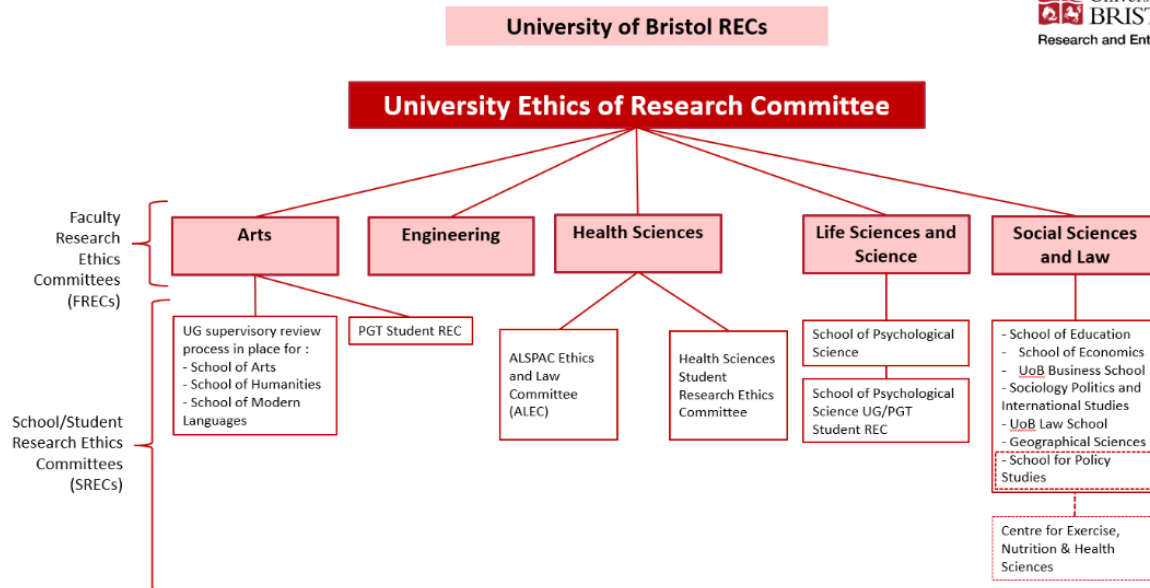 University of Bristol RECs
BRIST
Research and Ent
University Ethics of Research Committee
Faculty
Research
Ethics
Committees
(FRECs)
Arts
Engineering
Health Sciences
Life Sciences and
Science
Social Sciences
and Law
School/Student
Research Ethics
Committees
(SRECs)
UG supervisory review
process in place for :
- School of Arts
- School of Humanities
- School of Modern
Languages
PGT Student REC
ALSPAC Ethics
and Law
Committee
(ALEC)
Health Sciences
Student
Research Ethics
Committee
School of Psychological
Science
School of Psychological
Science UG/PGT
Student REC
- School of Education
- School of Economics
- UoB Business School
- Sociology Politics and
International Studies
- UoB Law School
- Geographical Sciences
- School for Policy
Studies
Centre for Exercise,
Nutrition & Health
Sciences